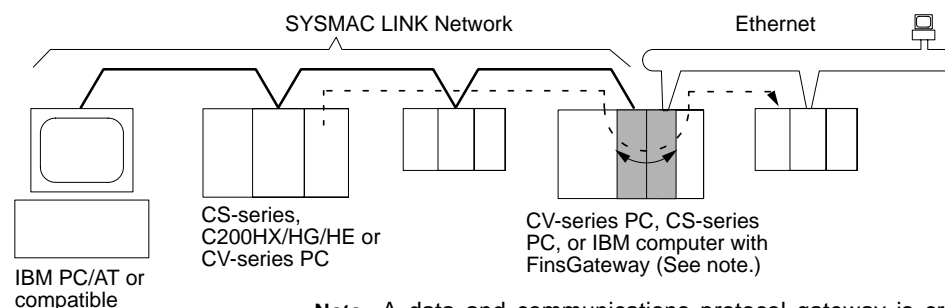 SYSMAC LINK Network
Ethernet
CS-series,
C200HX/HG/HE or
CV-series PC
CV-series PC, CS-series
PC, or IBM computer with
FinsGateway (See note.)
IBM PC/AT or
compatible
A data and communications protocol gateway is